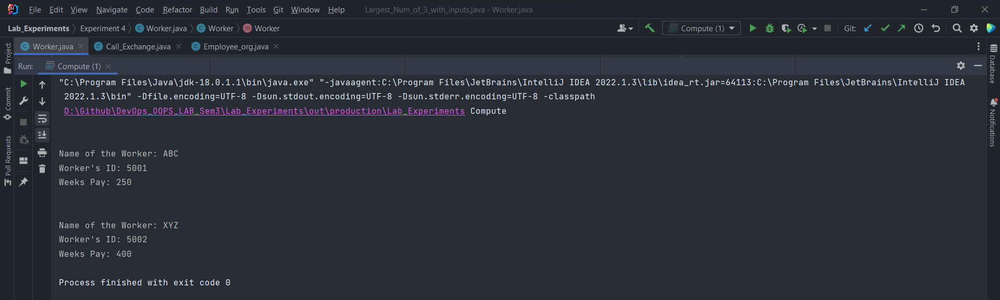 File Edit View Navigate Code Refactor Build Run Tools Git Window Help Largest_Num_of_3_with_inputs.java - Worker.java
Lab_Experiments Experiment 4 Worker.java Worker Worker Compute (1) Git:
Worker.java Call_Exchange.java Employee_org.java
Run: Compute (1)
"C:\Program Files\Java\jdk-18.0.1.1\bin\java.exe" "-javaagent:C:\Program Files\JetBrains\IntelliJ IDEA 2022.1.3\lib\idea_rt.jar=64113:C:\Program Files\JetBrains\IntelliJ IDEA
2022.1.3\bin" -Dfile.encoding=UTF-8 -Dsun.stdout.encoding=UTF-8 -Dsun.stderr.encoding=UTF-8 -classpath
D:\Github\DevOps_OOPS_LAB_Sem3\Lab_Experiments\out\production\Lab_Experiments Compute
Name of the Worker: ABC
Worker's ID: 5001
Weeks Pay: 250
Name of the Worker: XYZ
Worker's ID: 5002
Weeks Pay: 400
Process finished with exit code 0
Project
Commit
Pull Requests
Database
Notifications